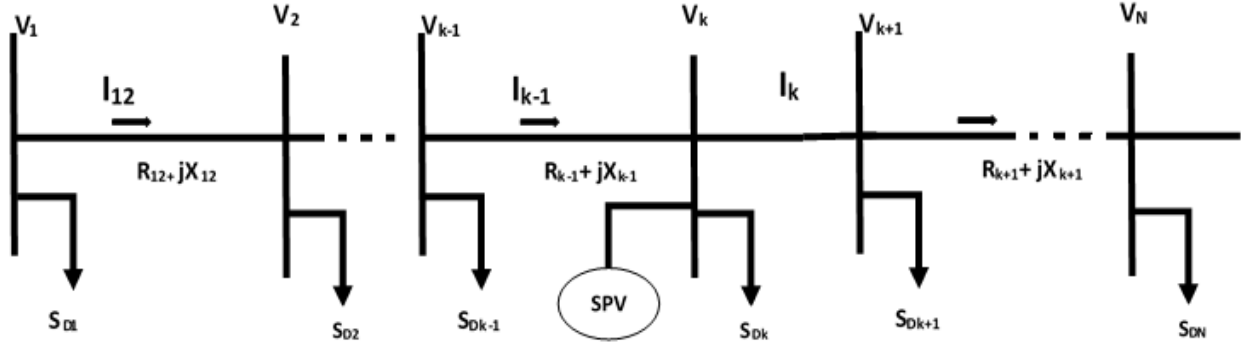 V1 V2 Vk-1 Vk Vk+1 VN
I12 Ik-1 Ik
R12+ jX12 Rk-1+ jXk-1 Rk+1+ jXk+1
SPV
SD1 SD2 SDk-1 SDk SDk+1 SDN